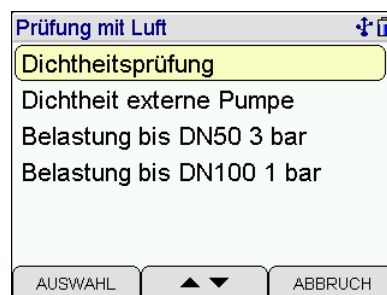 Prüfung mit Luft
Dichtheitsprüfung
Dichtheit externe Pumpe
Belastung bis DN50 3 bar
Belastung bis DN100 1 bar
AUSWAHL ▲ ▼ ABBRUCH